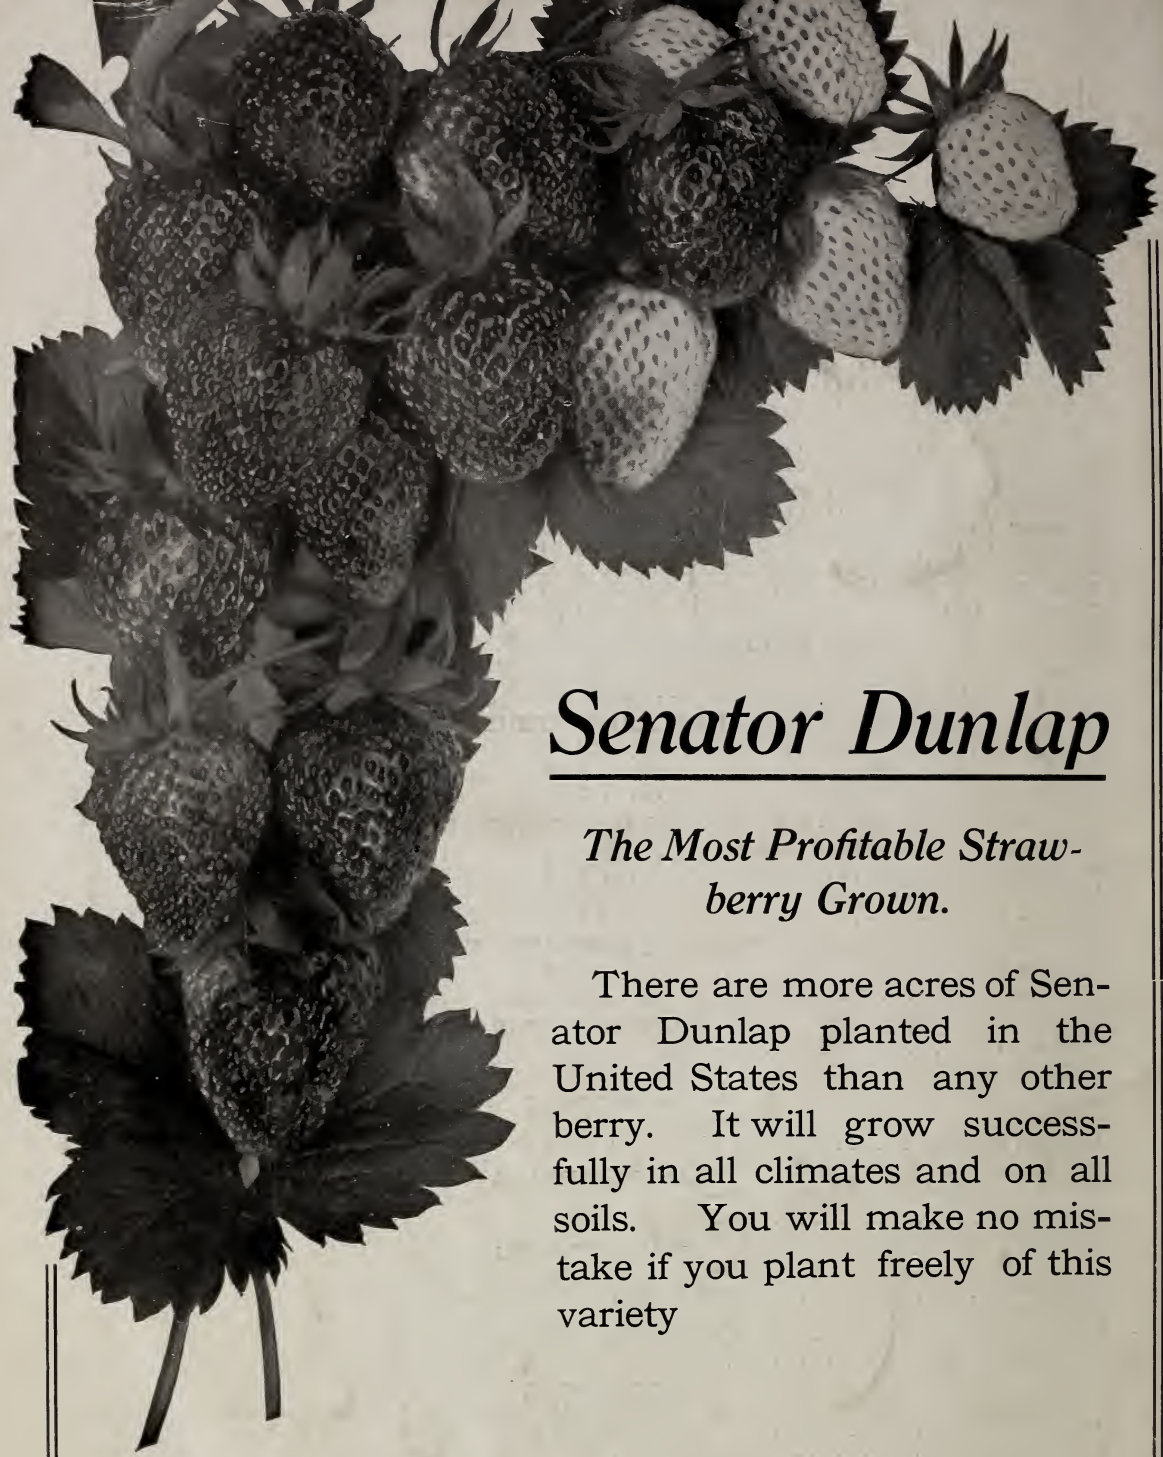 Senator Dunlap
The Most Profitable Straw-
berry Grown.
There are more acres of Sen-
ator Dunlap planted in the
United States than any other
berry. It will grow success-
fully in all climates and on all
soils. You will make no mis-
take if you plant freely of this
variety